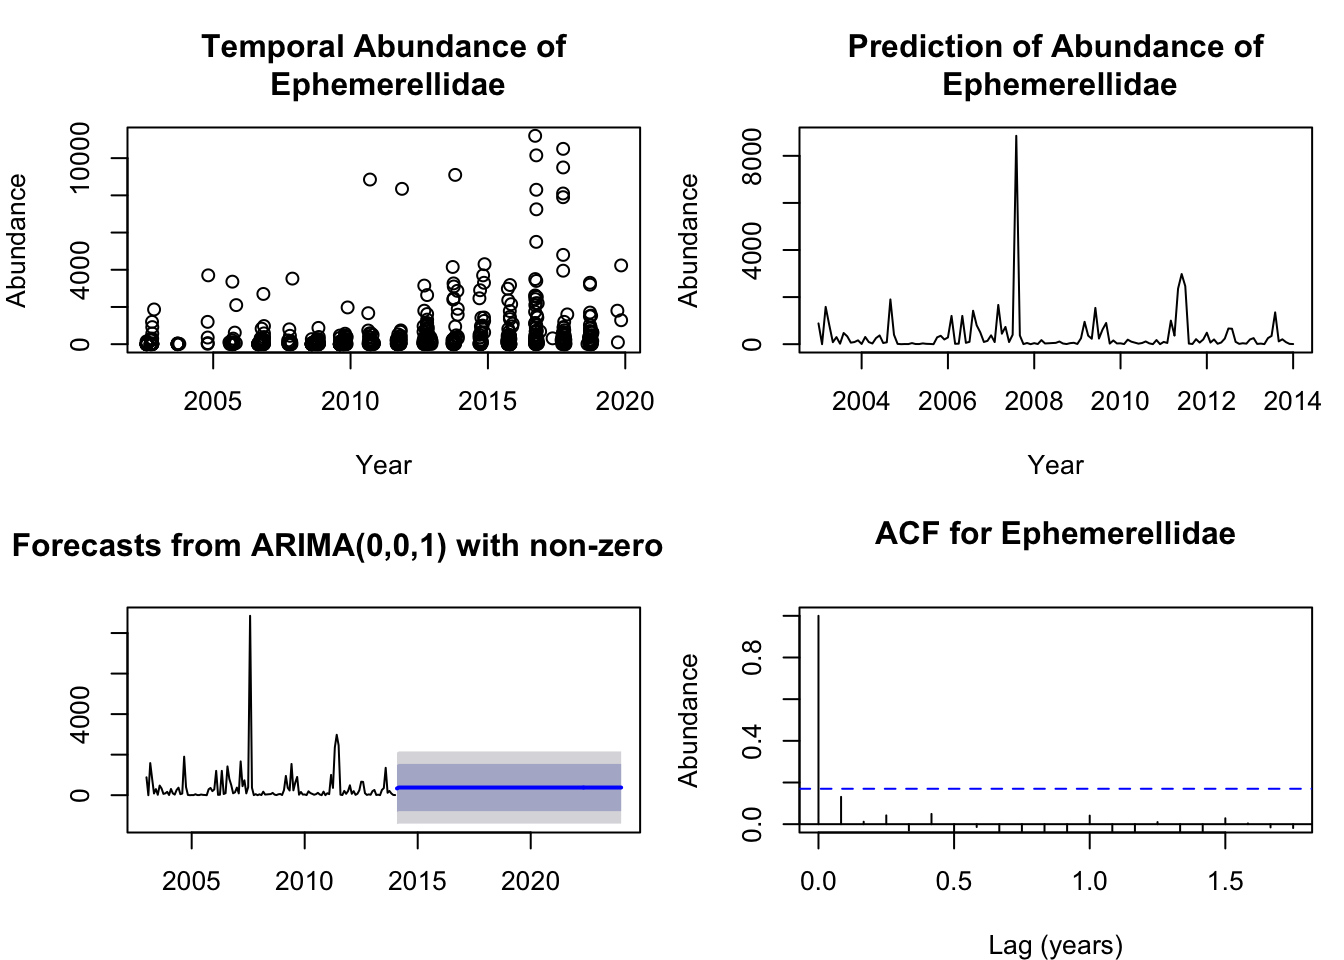 Temporal Abundance of
Ephemerellidae
Abundance
0
4000
10000
2005
2010
2015
2020
Year
Prediction of Abundance of
Ephemerellidae
Abundance
0
4000
8000
2004
2006
2008
2010
2012
2014
Year
Forecasts from ARIMA(0,0,1) with non-zero
0
4000
2005
2010
2015
2020
ACF for Ephemerellidae
Abundance
0.0
0.4
0.8
0.0
0.5
1.0
1.5
Lag (years)